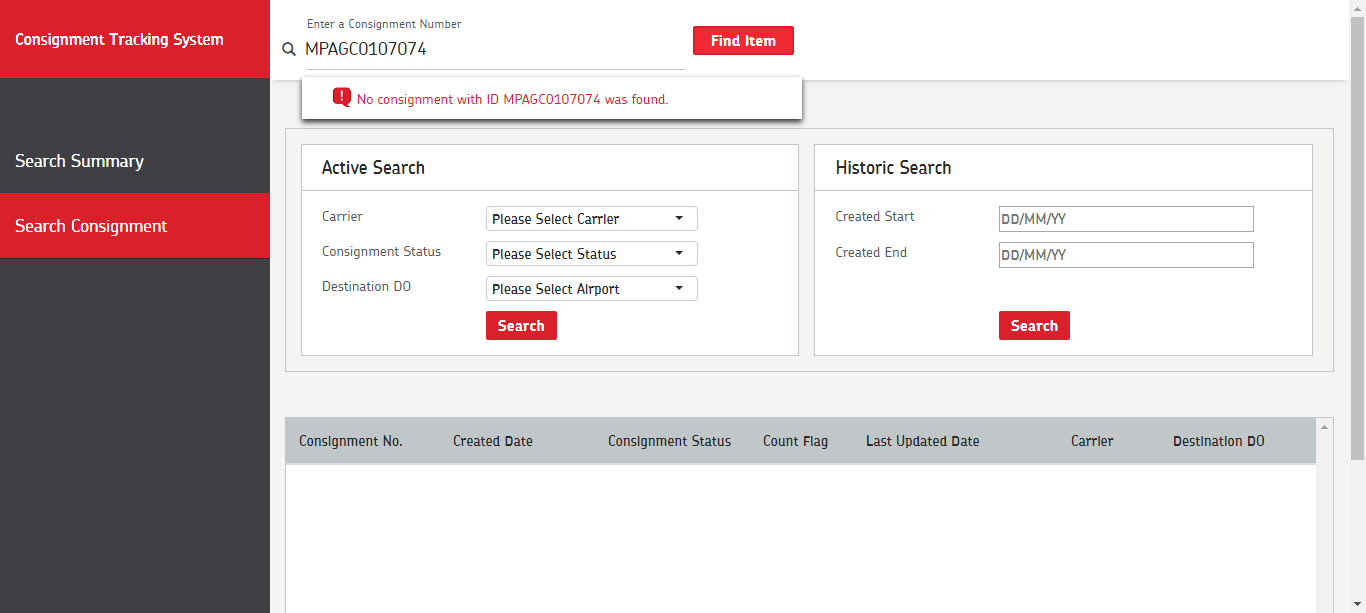 Consignment Tracking System
Search Summary
Search Consignment
Enter a Consignment Number
MPAGC0107074
Find Item
No consignment with ID MPAGC0107074 was found.
Active Search
Carrier
Please Select Carrier
Consignment Status
Please Select Status
Destination DO
Please Select Airport
Search
Historic Search
Created Start
DD/MM/YY
Created End
DD/MM/YY
Search
Consignment No. Created Date Consignment Status Count Flag Last Updated Date Carrier Destination DO